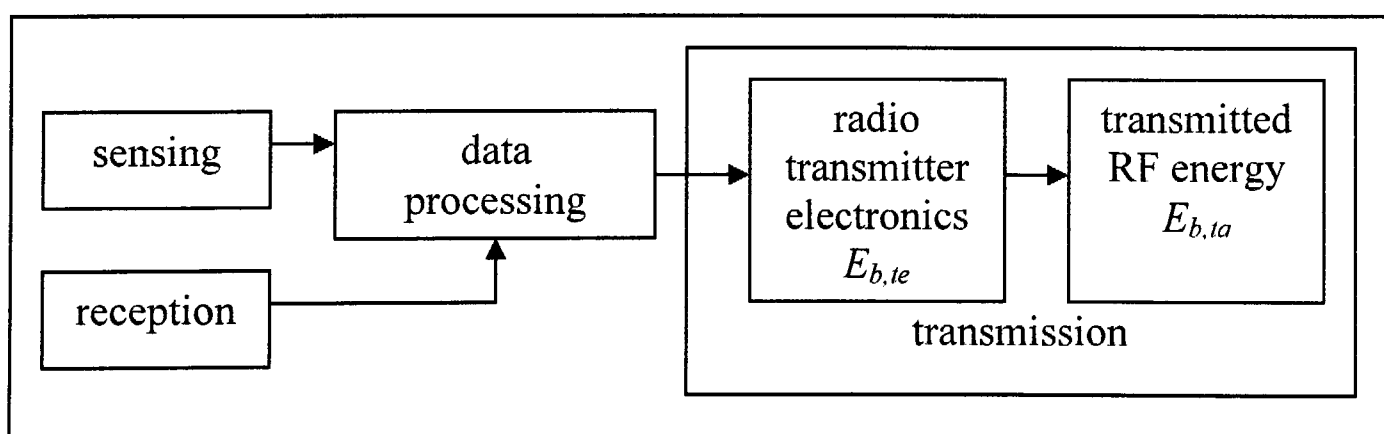 sensing
reception
data
processing
radio
transmitter
electronics
E_{b,te}
transmitted
RF energy
E_{b,ta}
transmission